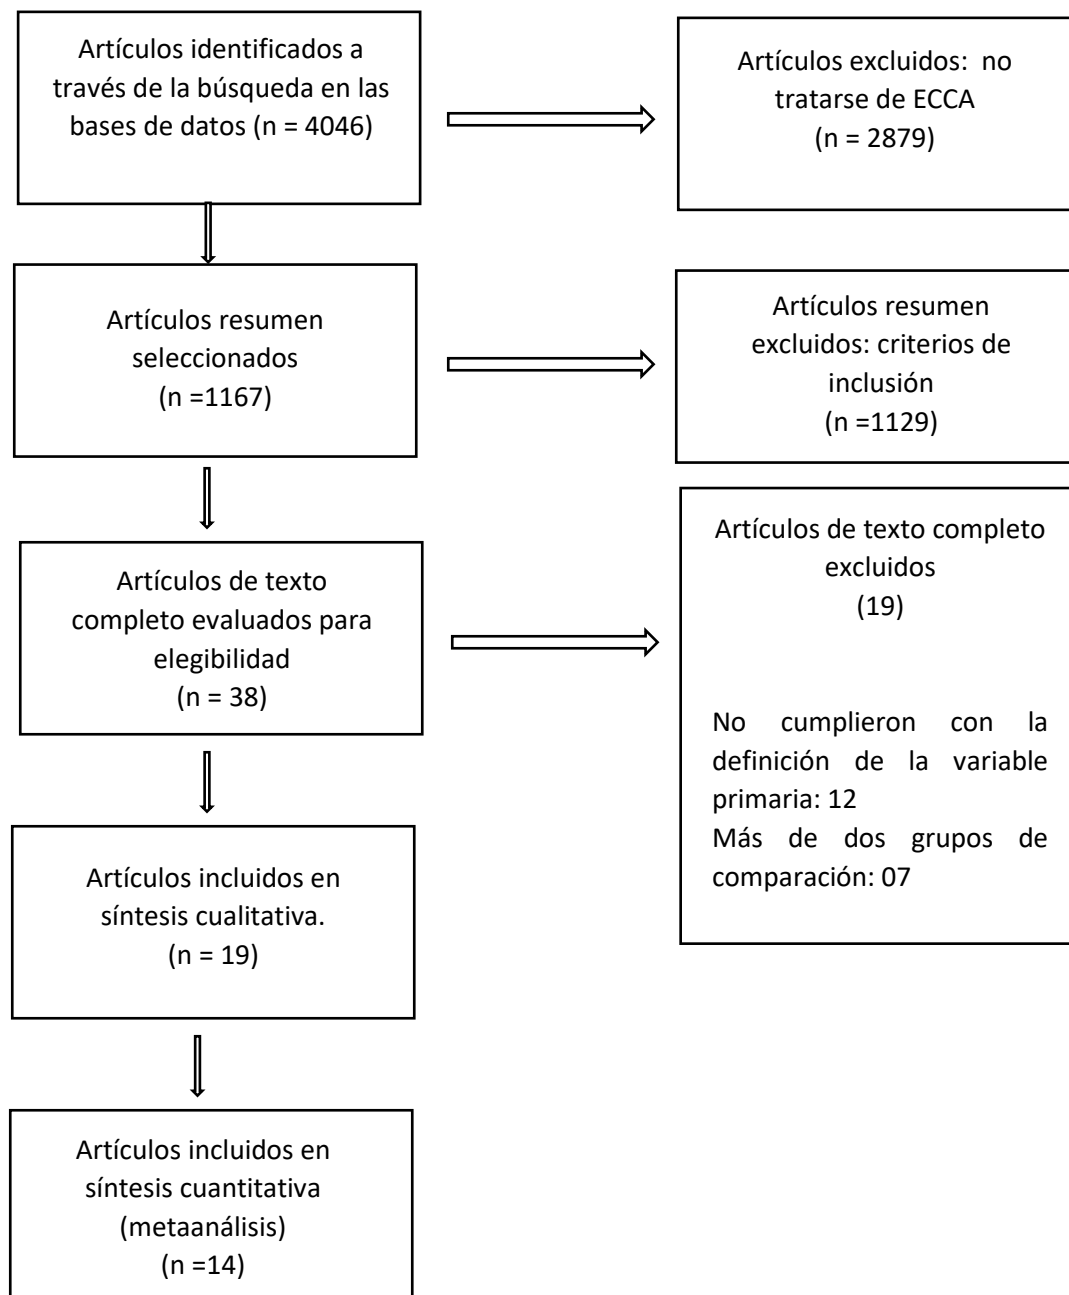 Artículos identificados a
través de la búsqueda en las
bases de datos (n = 4046)
Artículos excluidos: no
tratarse de ECCA
(n = 2879)
Artículos resumen
seleccionados
(n =1167)
Artículos resumen
excluidos: criterios de
inclusión
(n =1129)
Artículos de texto
completo evaluados para
elegibilidad
(n = 38)
Artículos de texto completo
excluidos
(19)
No cumplieron con la
definición de la variable
primaria: 12
Más de dos grupos de
comparación: 07
Artículos incluidos en
síntesis cualitativa.
(n = 19)
Artículos incluidos en
síntesis cuantitativa
(metaanálisis)
(n =14)